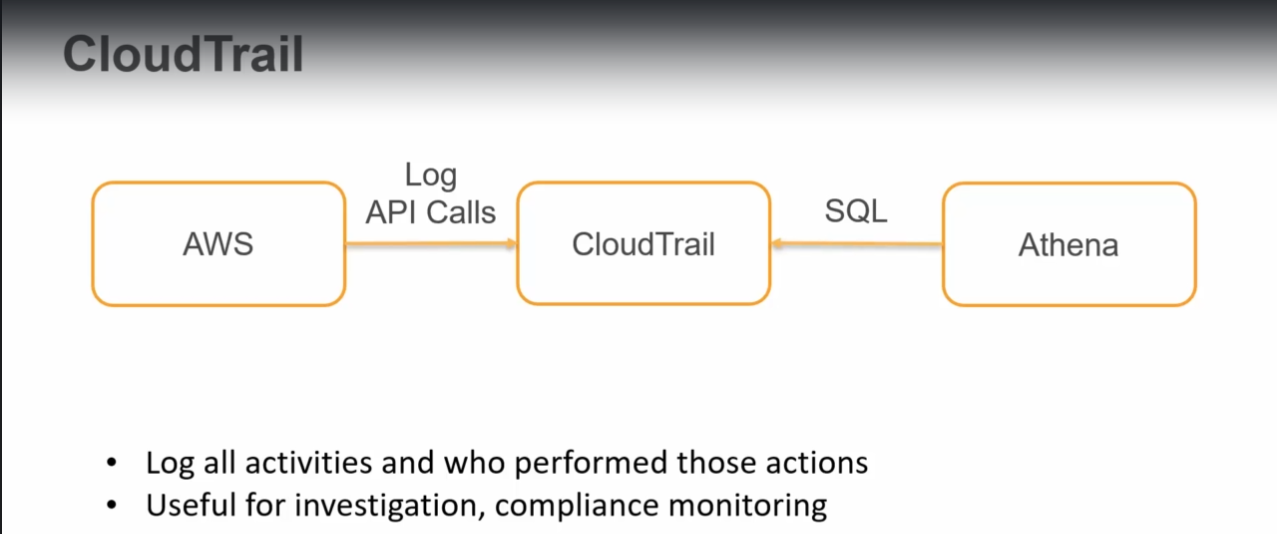 CloudTrail
Log
API Calls
SQL
AWS
CloudTrail
Athena
• Log all activities and who performed those actions
• Useful for investigation, compliance monitoring